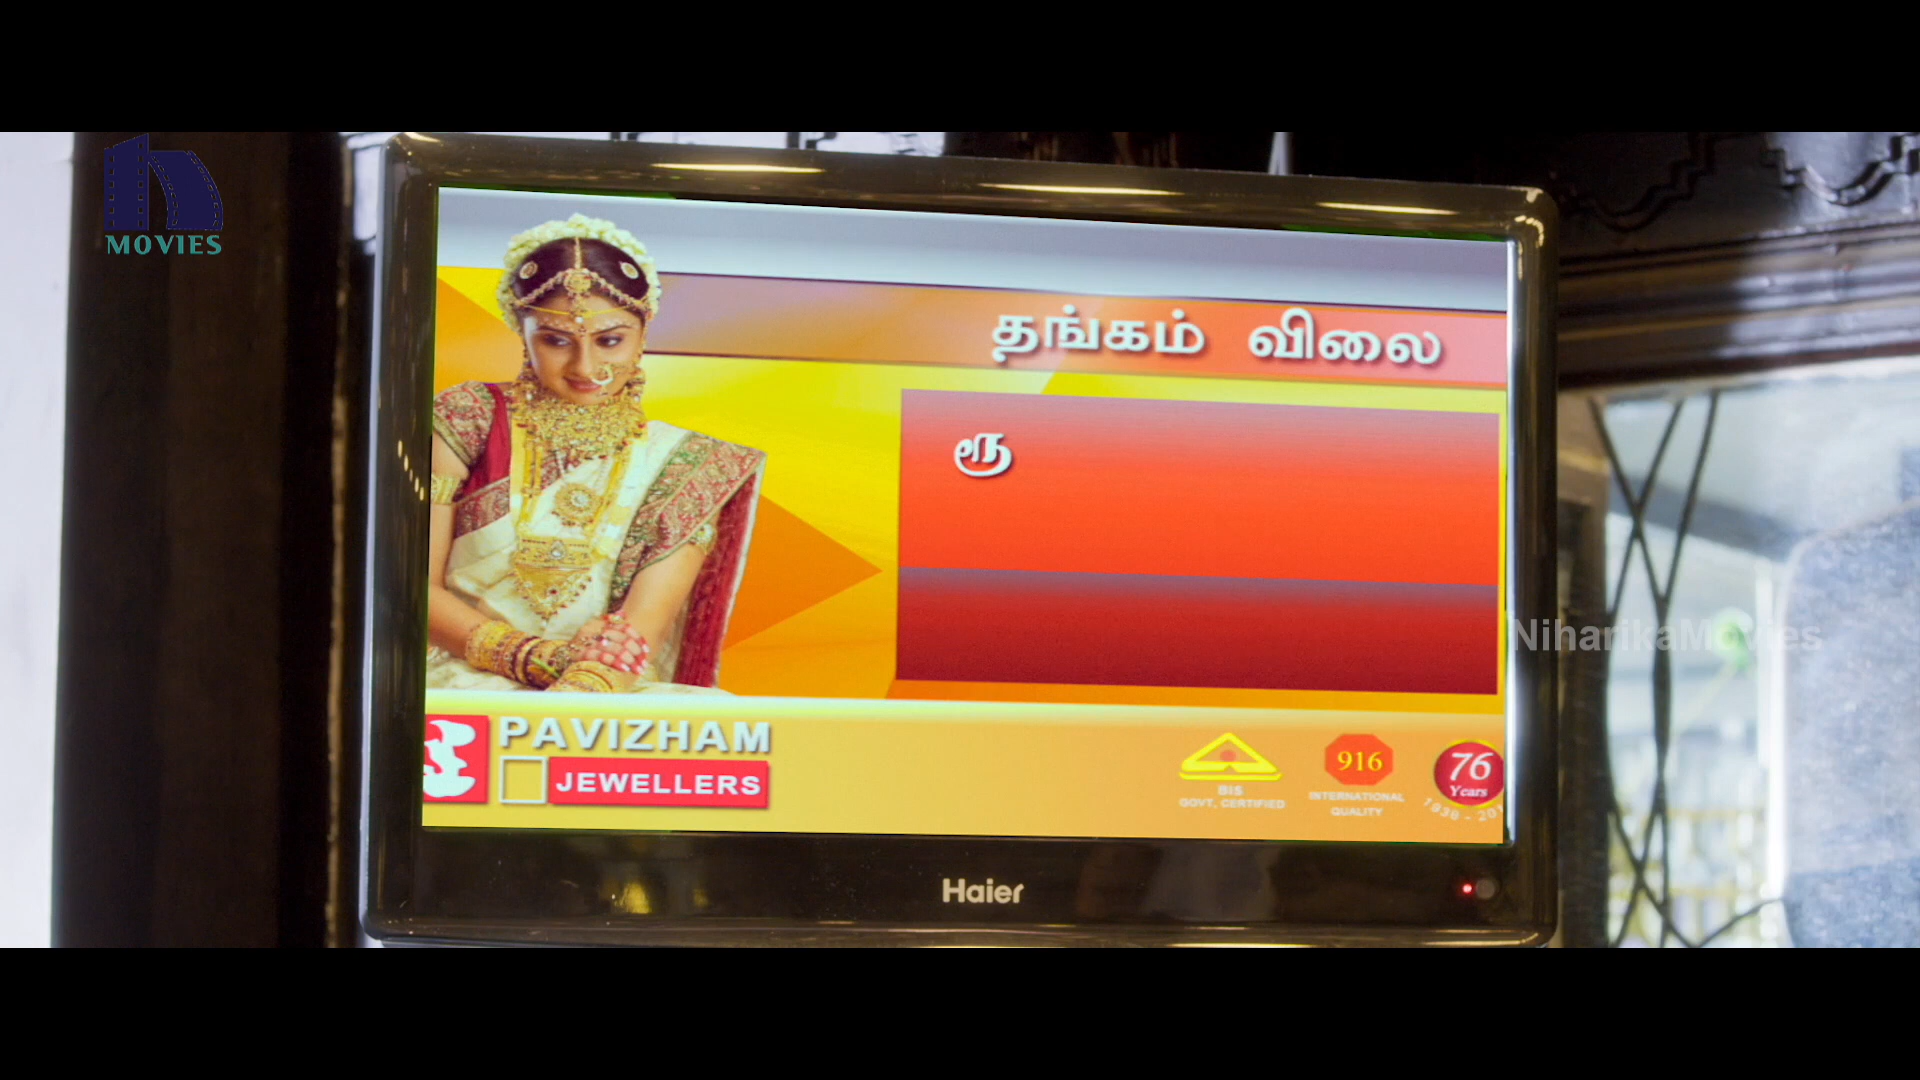 MOVIES
தங்கம் விலை
ரூ
NiharikaMovies
PAVIZHAM
JEWELLERS
BIS
GOVT. CERTIFIED
916
INTERNATIONAL
QUALITY
76
Years
Haier